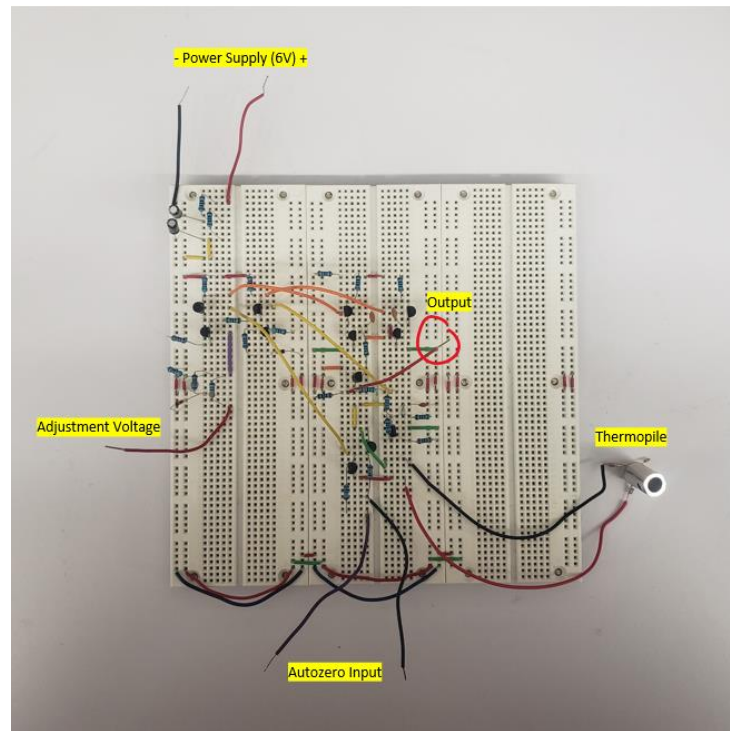 - Power Supply (6V) +
Output
Adjustment Voltage
Thermopile
Autozero Input